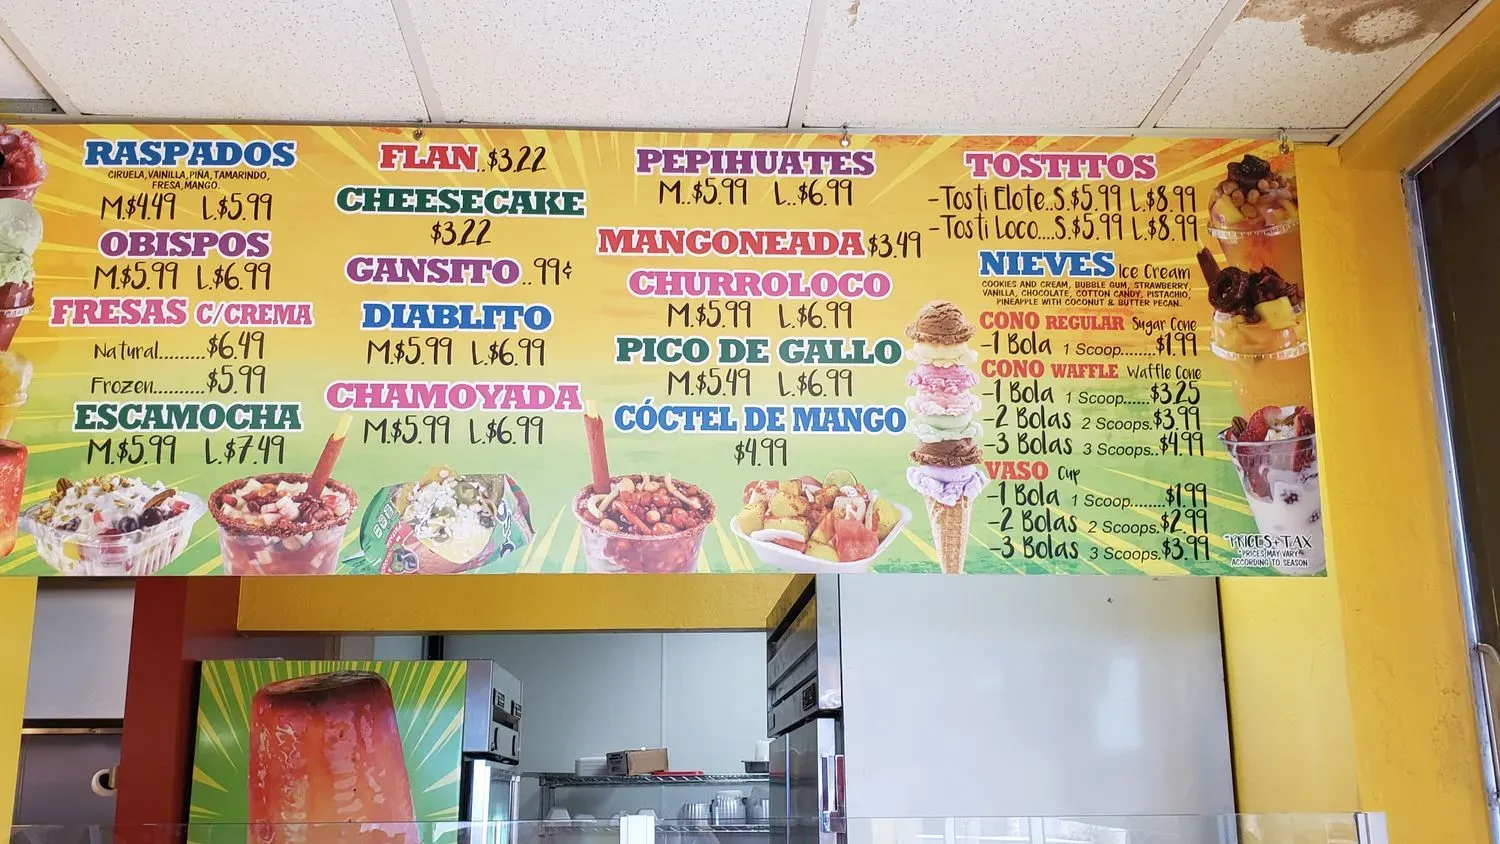 RASPADOS
CIRUELA, VAINILLA, PIÑA, TAMARINDO,
FRESA, MANGO.
M.$4.49 L.$5.99
OBISPOS
M.$5.99 L.$6.99
FRESAS C/CREMA
Natural.........$6.49
Frozen..........$5.99
ESCAMOCHA
M.$5.99 L.$7.49
FLAN..$3.22
CHEESECAKE
$3.22
GANSITO..99¢
DIABLITO
M.$5.99 L.$6.99
CHAMOYADA
M.$5.99 L.$6.99
PEPIHUATES
M..$5.99 L..$6.99
MANGONEADA $3.49
CHURROLOCO
M.$5.99 L.$6.99
PICO DE GALLO
M.$5.49 L.$6.99
CÓCTEL DE MANGO
$4.99
TOSTITOS
-Tosti Elote..S.$5.99 L.$8.99
-Tosti Loco....S.$5.99 L.$8.99
NIEVES Ice Cream
COOKIES AND CREAM, BUBBLE GUM, STRAWBERRY,
VANILLA, CHOCOLATE, COTTON CANDY, PISTACHIO,
PINEAPPLE WITH COCONUT & BUTTER PECAN.
CONO REGULAR Sugar Cone
-1 Bola 1 Scoop........$1.99
CONO WAFFLE Waffle Cone
-1 Bola 1 Scoop......$3.25
-2 Bolas 2 Scoops.$3.99
-3 Bolas 3 Scoops..$4.99
VASO Cup
-1 Bola 1 Scoop.........$1.99
-2 Bolas 2 Scoops.$2.99
-3 Bolas 3 Scoops.$3.99
*PRICES+TAX
*PRICES MAY VARY
ACCORDING TO SEASON